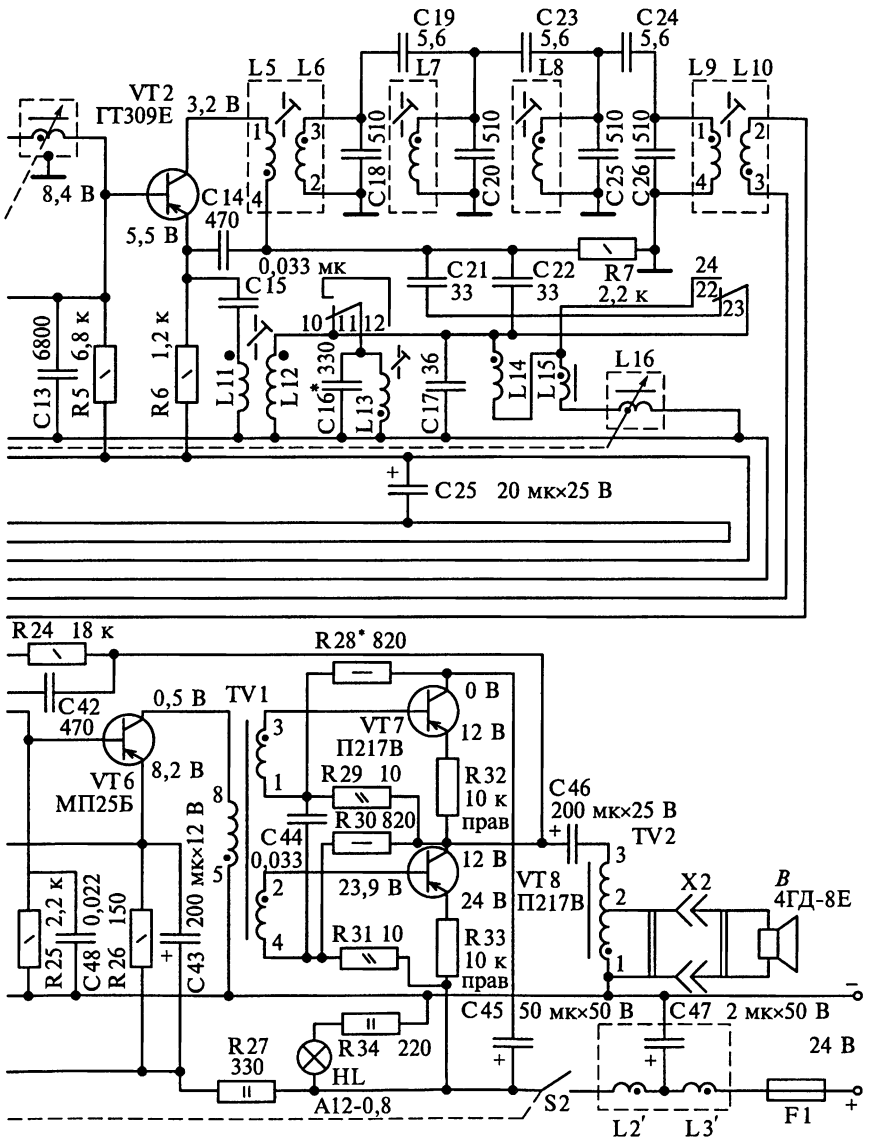 C19 C23 C24
5,6 5,6 5,6
L5 L6 L7 L8 L9 L10
VT2
ГТ309Е
3,2 В
1 3 1 2
510 510 510 510
C18 C20 C25 C26
4 2 4 3
8,4 В
C14
470
5,5 В
0,033 мк
C15
C21
33
C22
33
R7
2,2 к
24
22
23
10 11 12
C13 6800
R5 6,8 к
R6 1,2 к
L11
L12
C16* 330
L13
C17 36
L14
L15
L16
+
C25 20 мк×25 В
R24 18 к
C42
470
0,5 В
TV1
R28* 820
0 В
VT7
П217В
12 В
3
1
VT6
МП25Б
8,2 В
8
5
R29 10
R32
10 к
прав
C46
200 мк×25 В
+
TV2
C44
0,033
R30 820
12 В
VT8
П217В
23,9 В
24 В
2
4
3
2
1
X2
В
4ГД-8Е
R25 2,2 к
C48 0,022
R26 150
C43 200 мк×12 В
+
R31 10
R33
10 к
прав
C45 50 мк×50 В
+
C47 2 мк×50 В
+
−
24 В
+
R27
330
R34 220
HL
А12-0,8
S2
L2′ L3′
F1